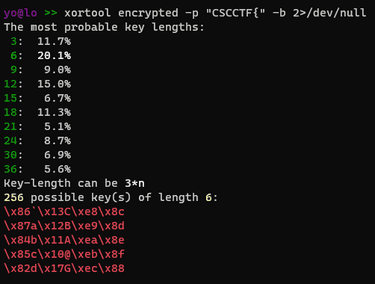 yo@lo >> xortool encrypted -p "CSCCTF{" -b 2>/dev/null
The most probable key lengths:
 3:  11.7%
 6:  20.1%
 9:   9.0%
12:  15.0%
15:   6.7%
18:  11.3%
21:   5.1%
24:   8.7%
30:   6.9%
36:   5.6%
Key-length can be 3*n
256 possible key(s) of length 6:
\x86`\x13C\xe8\x8c
\x87a\x12B\xe9\x8d
\x84b\x11A\xea\x8e
\x85c\x10@\xeb\x8f
\x82d\x17G\xec\x88